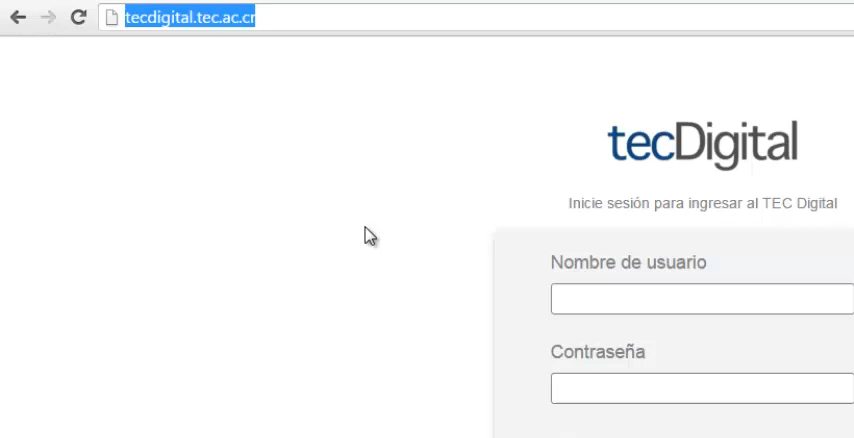 tecdigital.tec.ac.cr
tecDigital
Inicie sesión para ingresar al TEC Digital
Nombre de usuario
Contraseña